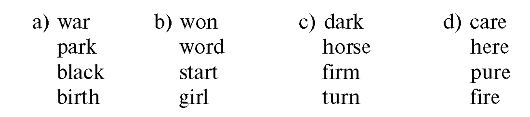 a) war b) won c) dark d) care
park word horse here
black start firm pure
birth girl turn fire